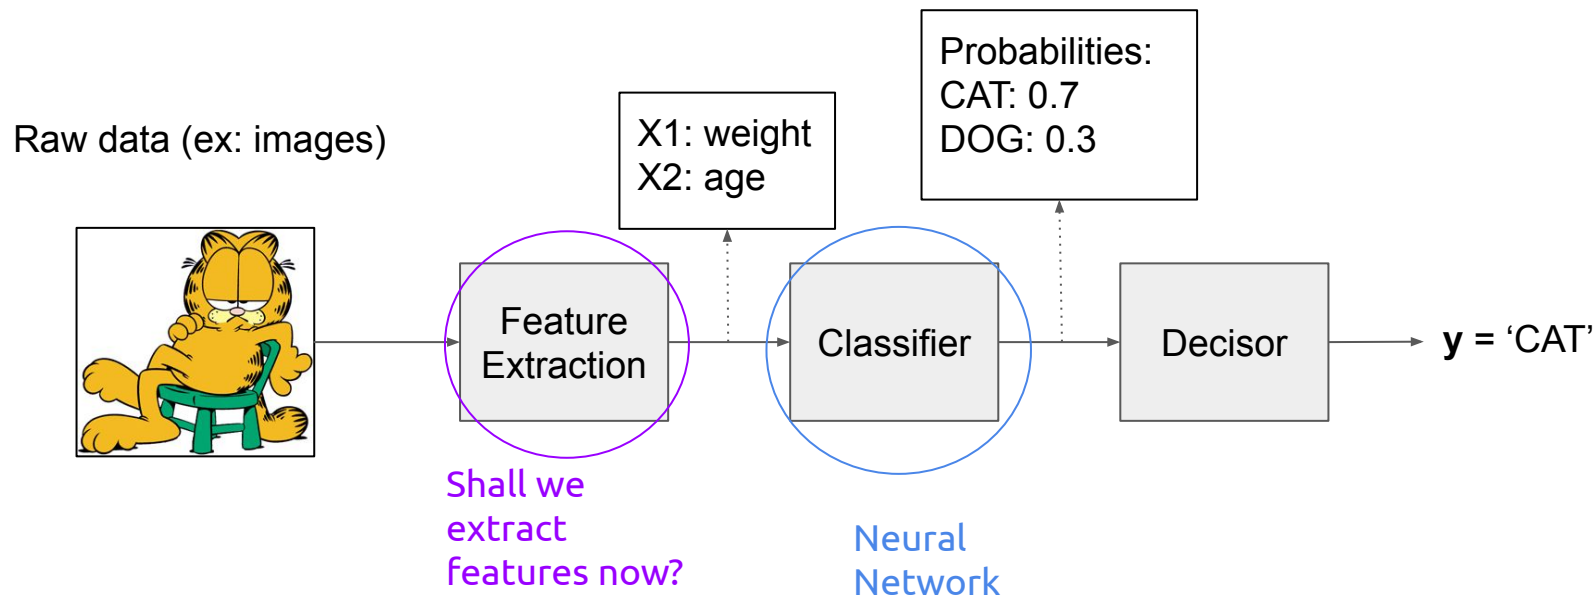 Raw data (ex: images)
X1: weight
X2: age
Probabilities:
CAT: 0.7
DOG: 0.3
Feature
Extraction
Classifier
Decisor
y = ‘CAT’
Shall we
extract
features now?
Neural
Network